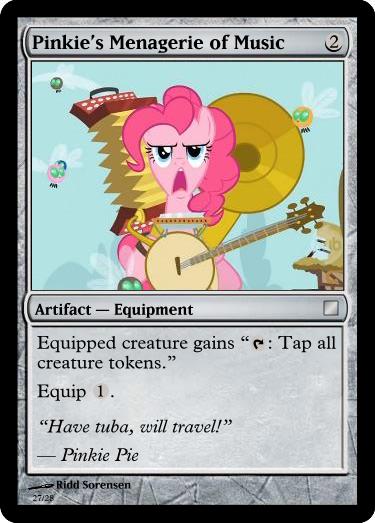 Pinkie's Menagerie of Music 2
Artifact — Equipment
Equipped creature gains “: Tap all
creature tokens.”
Equip 1.
“Have tuba, will travel!”
— Pinkie Pie
Ridd Sorensen
27/28